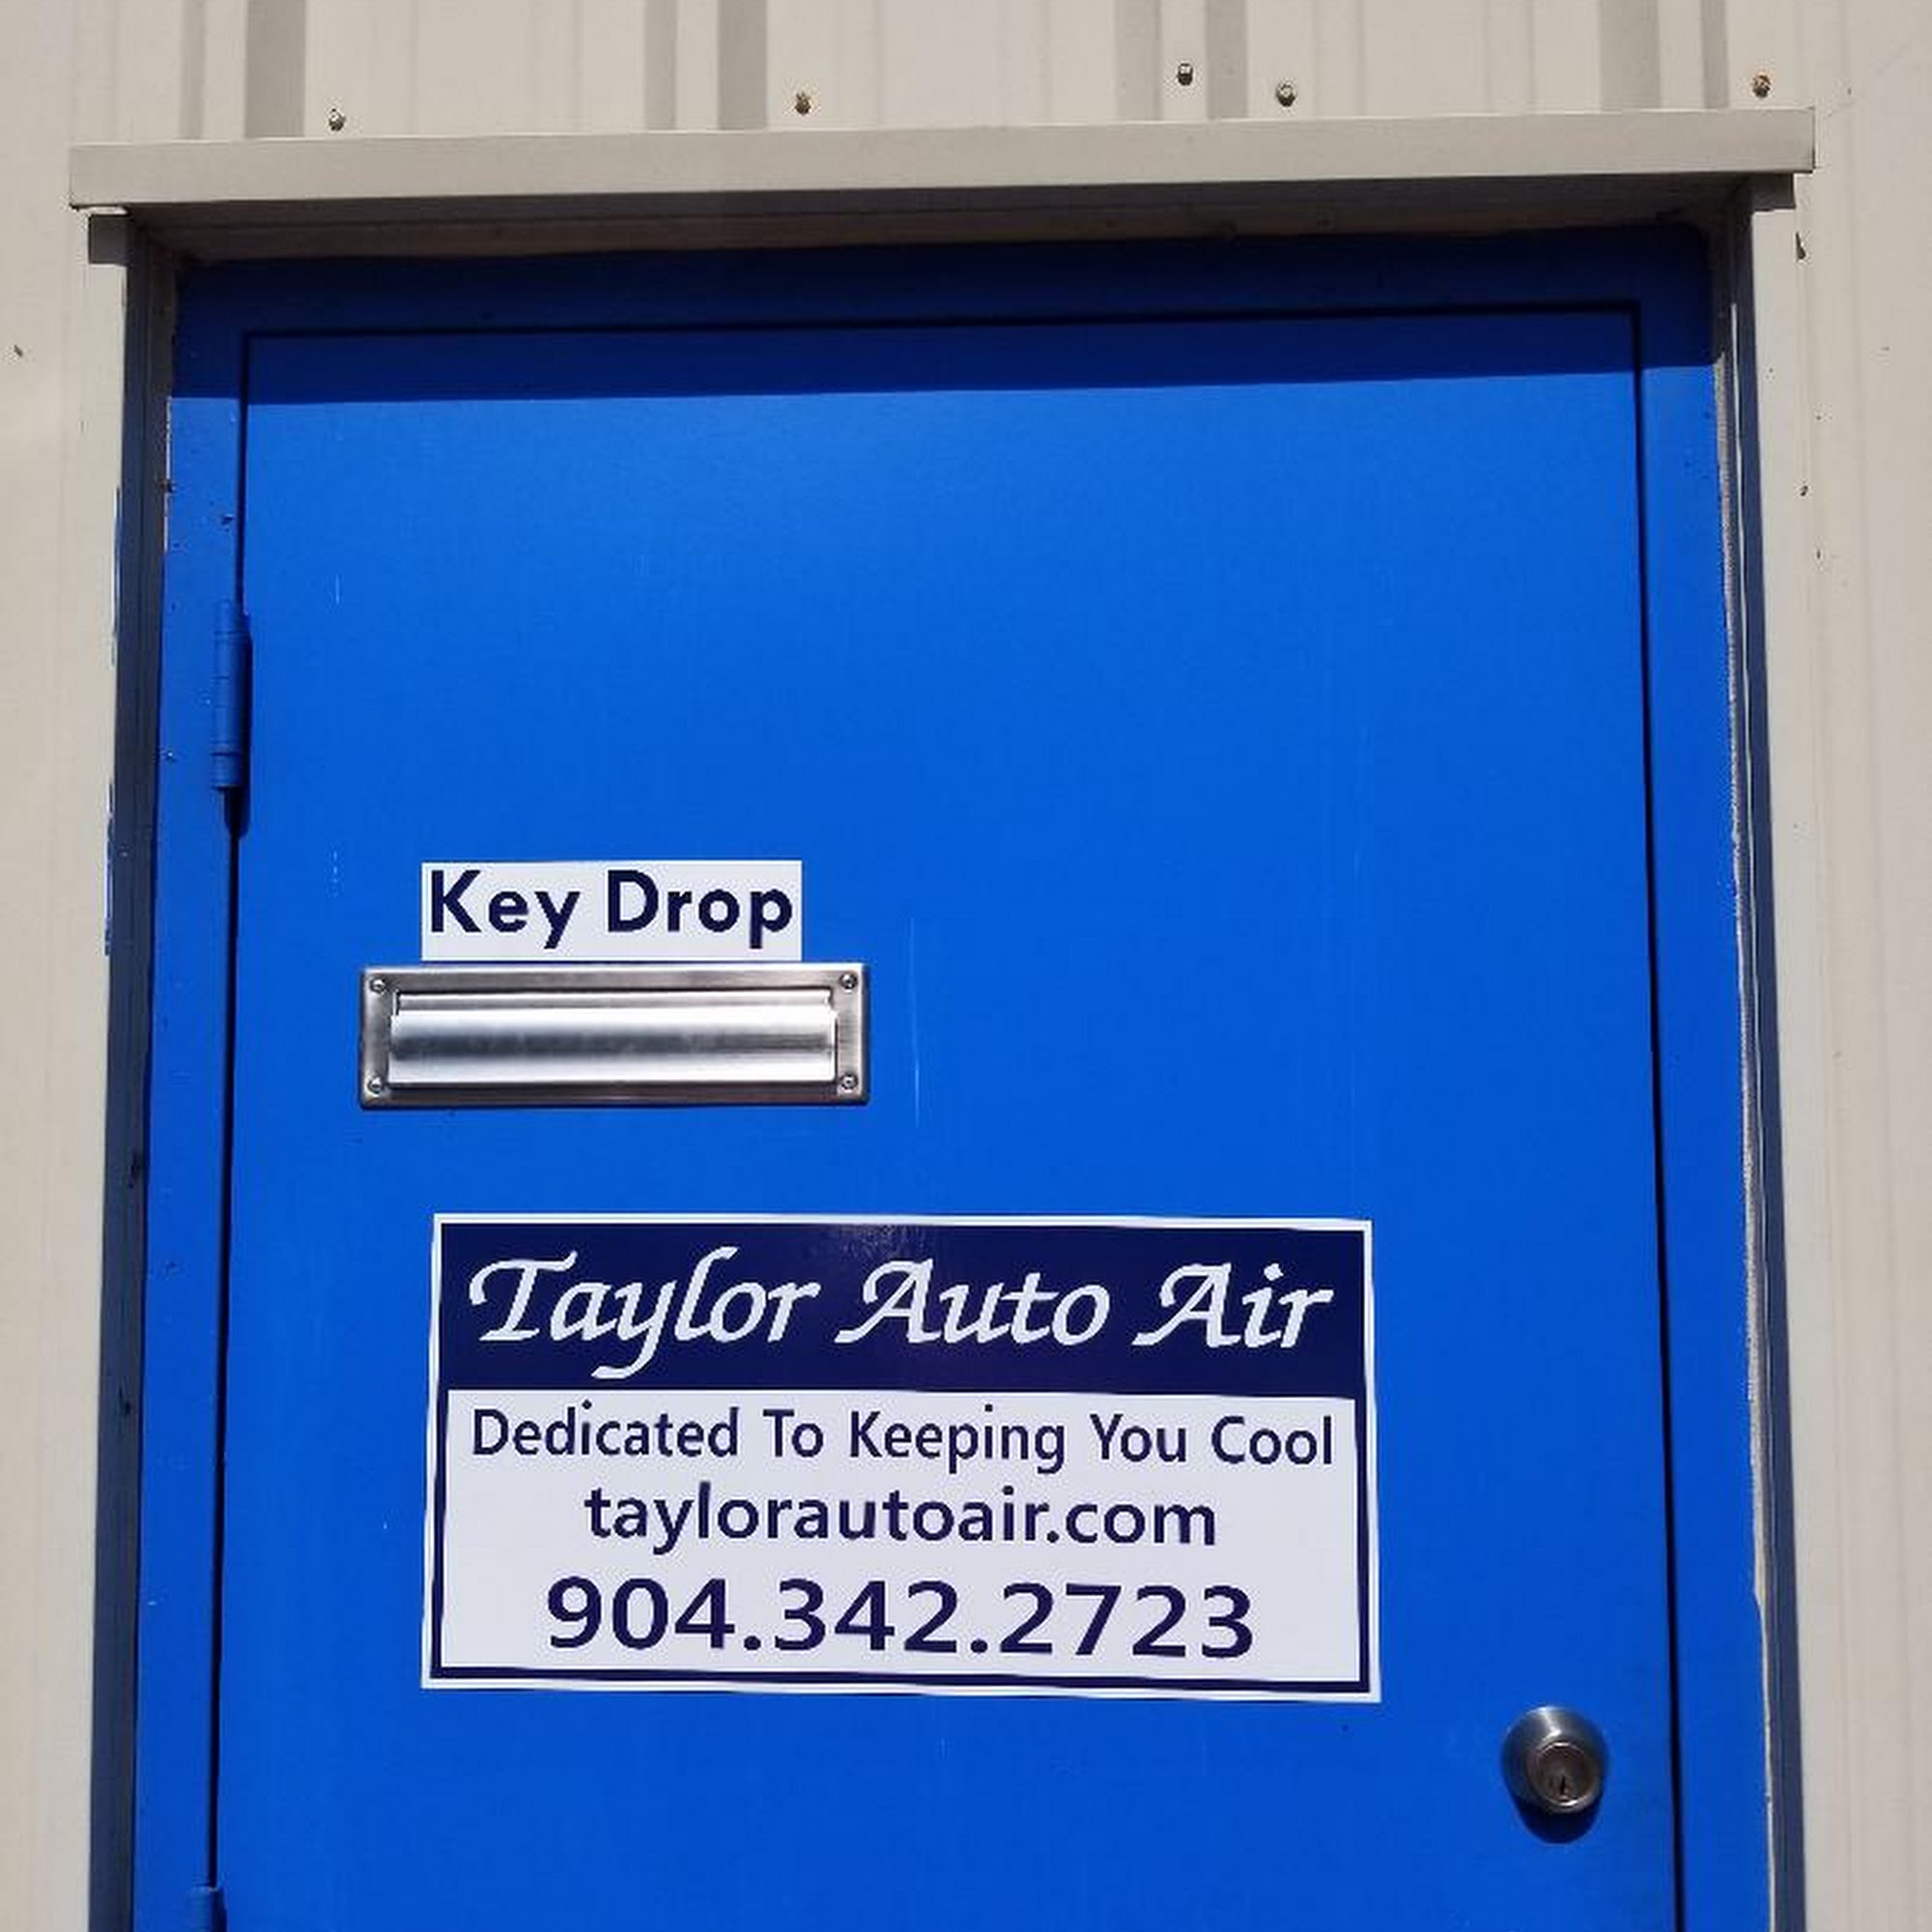 Key Drop
Taylor Auto Air
Dedicated To Keeping You Cool
taylorautoair.com
904.342.2723